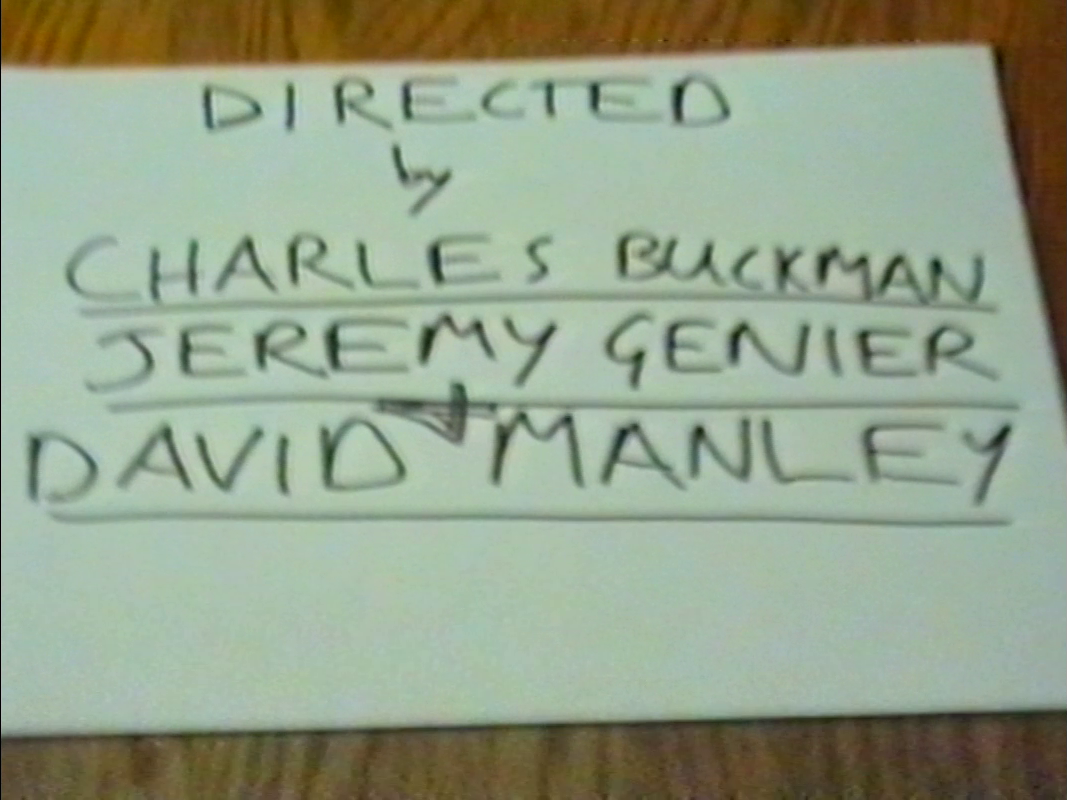 DIRECTED
by
CHARLES BUCKMAN
JEREMY GENIER
DAVID + MANLEY